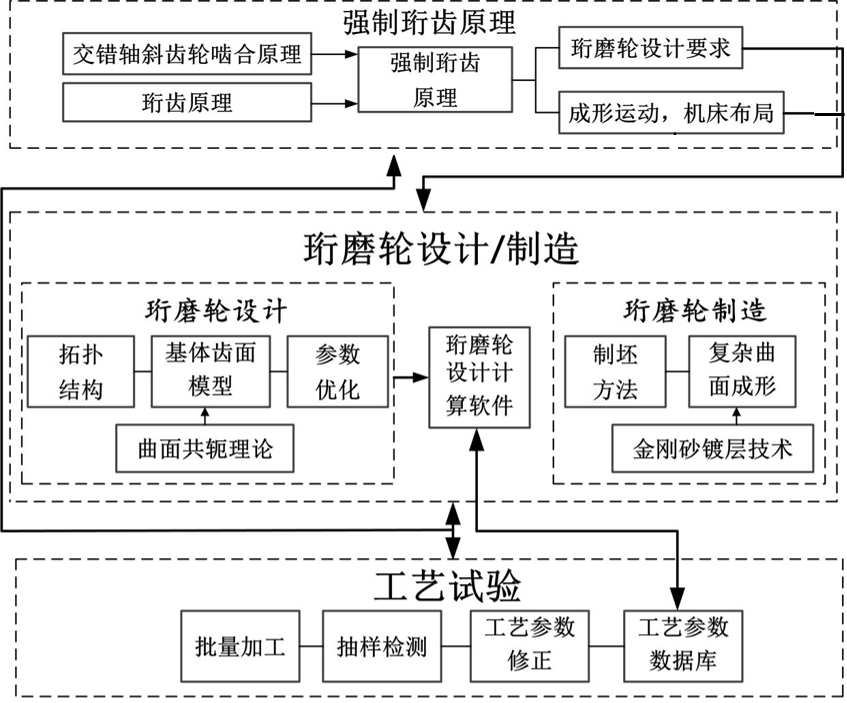 强制珩齿原理
交错轴斜齿轮啮合原理
珩齿原理
强制珩齿
原理
珩磨轮设计要求
成形运动，机床布局
珩磨轮设计/制造
珩磨轮设计
拓扑
结构
基体齿面
模型
参数
优化
曲面共轭理论
珩磨轮
设计计
算软件
珩磨轮制造
制坯
方法
复杂曲
面成形
金刚砂镀层技术
工艺试验
批量加工
抽样检测
工艺参数
修正
工艺参数
数据库